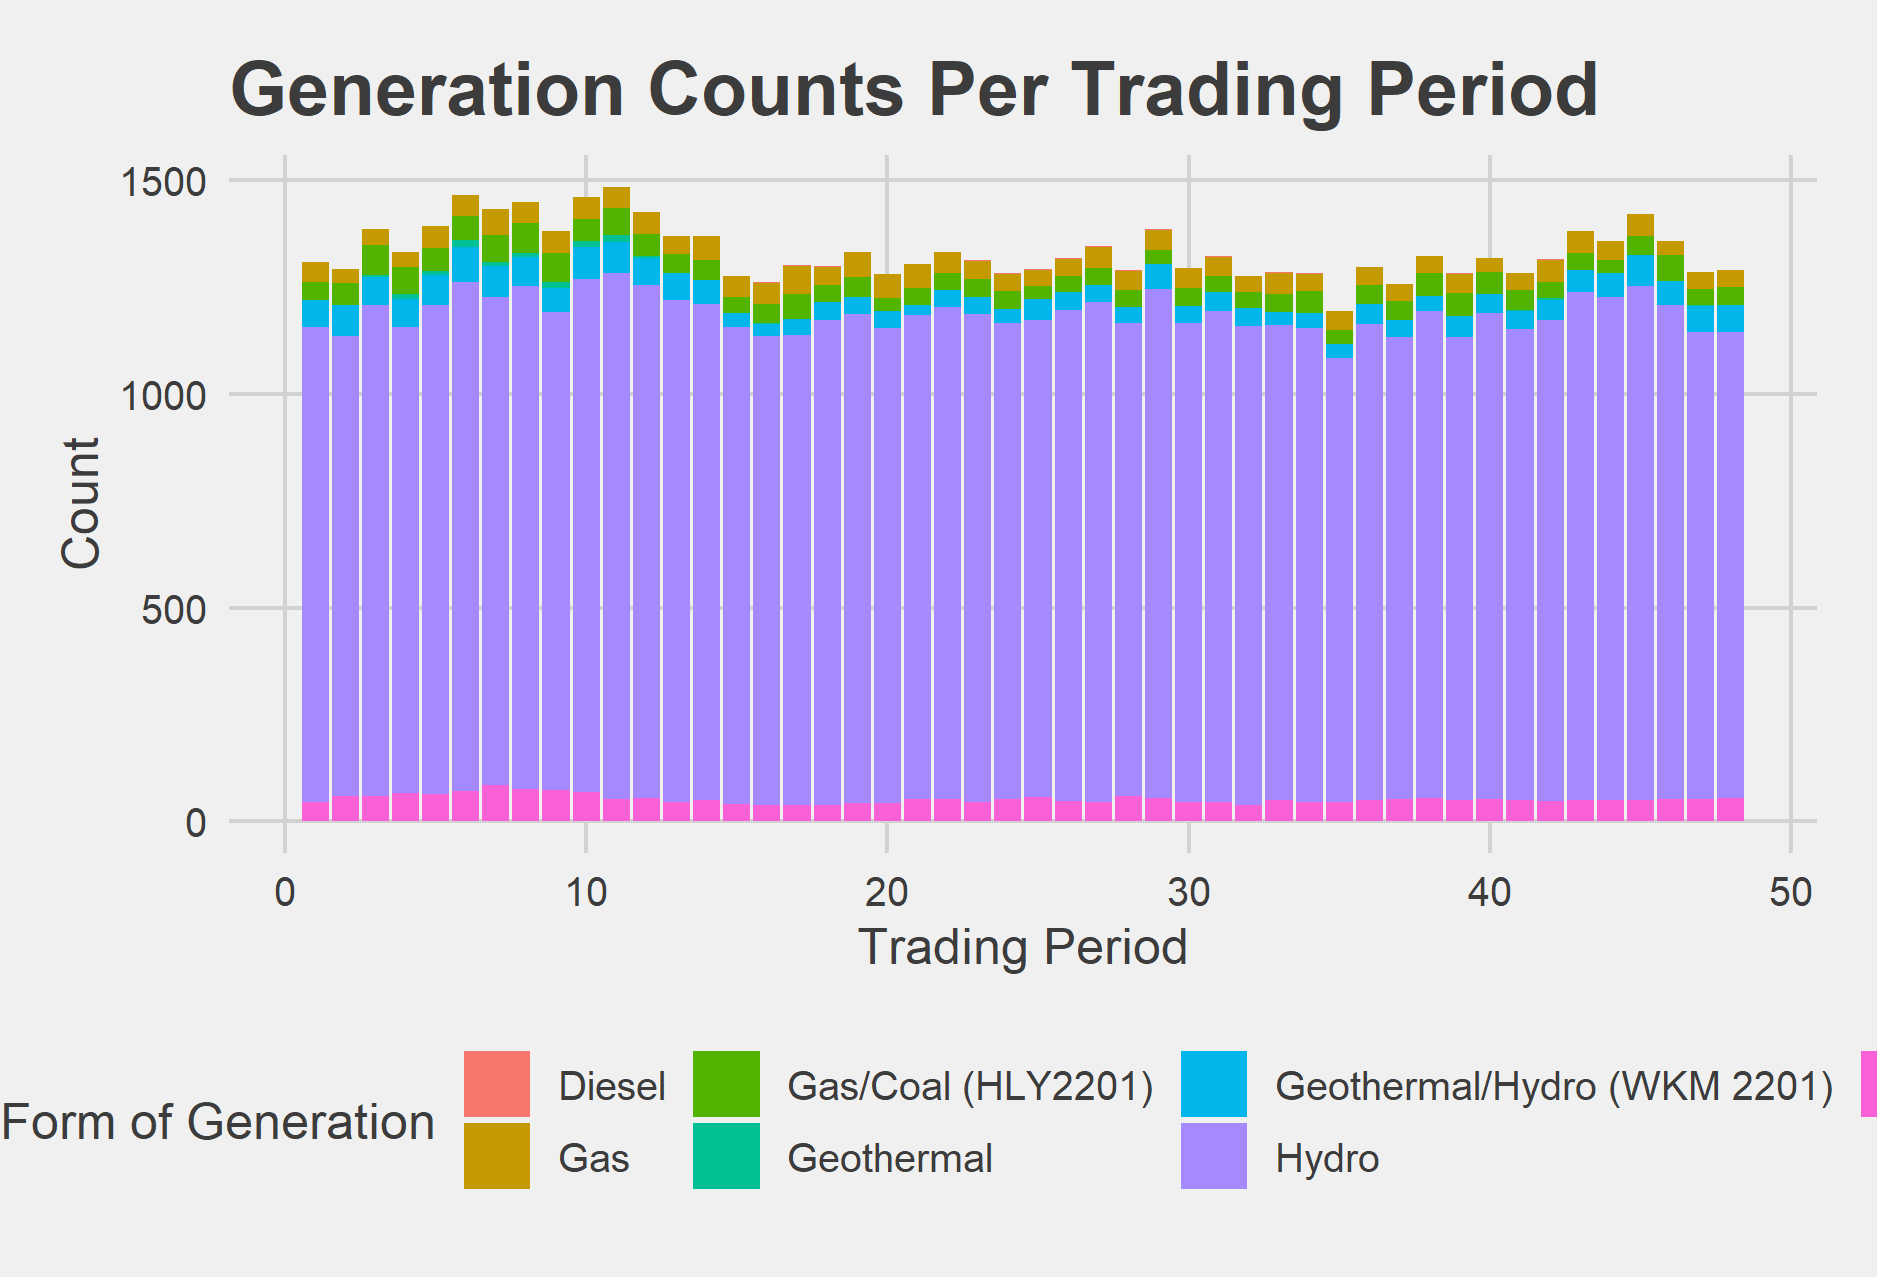 Generation Counts Per Trading Period
1500
1000
500
0
Count
0 10 20 30 40 50
Trading Period
Form of Generation
Diesel Gas/Coal (HLY2201) Geothermal/Hydro (WKM 2201)
Gas Geothermal Hydro